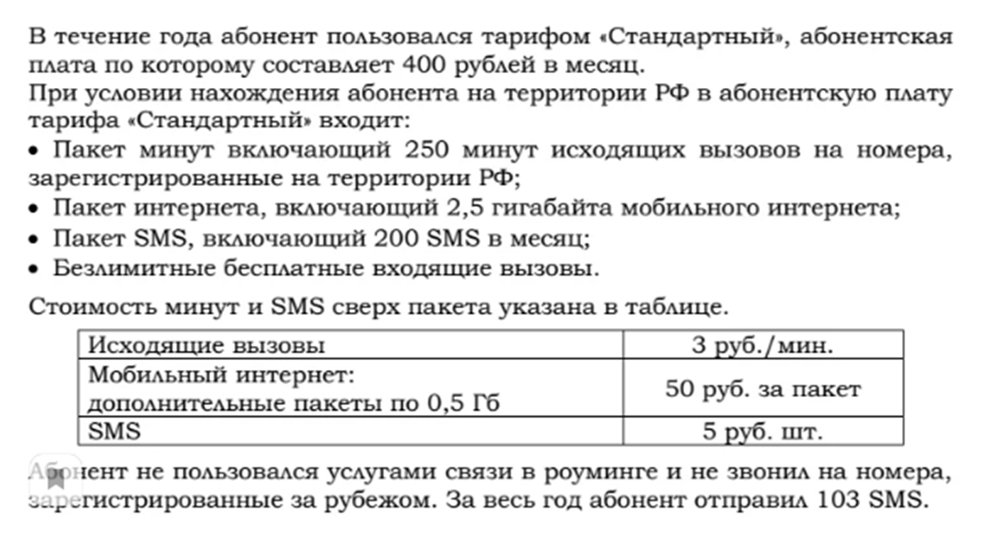 В течение года абонент пользовался тарифом «Стандартный», абонентская
плата по которому составляет 400 рублей в месяц.
При условии нахождения абонента на территории РФ в абонентскую плату
тарифа «Стандартный» входит:
• Пакет минут включающий 250 минут исходящих вызовов на номера,
зарегистрированные на территории РФ;
• Пакет интернета, включающий 2,5 гигабайта мобильного интернета;
• Пакет SMS, включающий 200 SMS в месяц;
• Безлимитные бесплатные входящие вызовы.
Стоимость минут и SMS сверх пакета указана в таблице.
Исходящие вызовы 3 руб./мин.
Мобильный интернет:
дополнительные пакеты по 0,5 Гб 50 руб. за пакет
SMS 5 руб. шт.
Абонент не пользовался услугами связи в роуминге и не звонил на номера,
зарегистрированные за рубежом. За весь год абонент отправил 103 SMS.